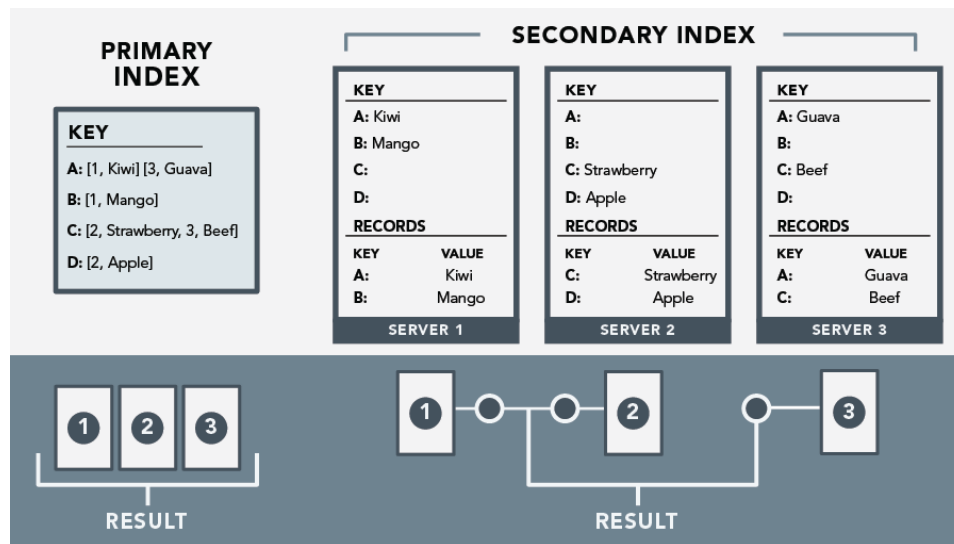 PRIMARY
INDEX
KEY
A: [1, Kiwi] [3, Guava]
B: [1, Mango]
C: [2, Strawberry, 3, Beef]
D: [2, Apple]
SECONDARY INDEX
KEY
A: Kiwi
B: Mango
C:
D:
RECORDS
KEY VALUE
A: Kiwi
B: Mango
SERVER 1
KEY
A:
B:
C: Strawberry
D: Apple
RECORDS
KEY VALUE
C: Strawberry
D: Apple
SERVER 2
KEY
A: Guava
B:
C: Beef
D:
RECORDS
KEY VALUE
A: Guava
C: Beef
SERVER 3
1 2 3
RESULT
1 2 3
RESULT